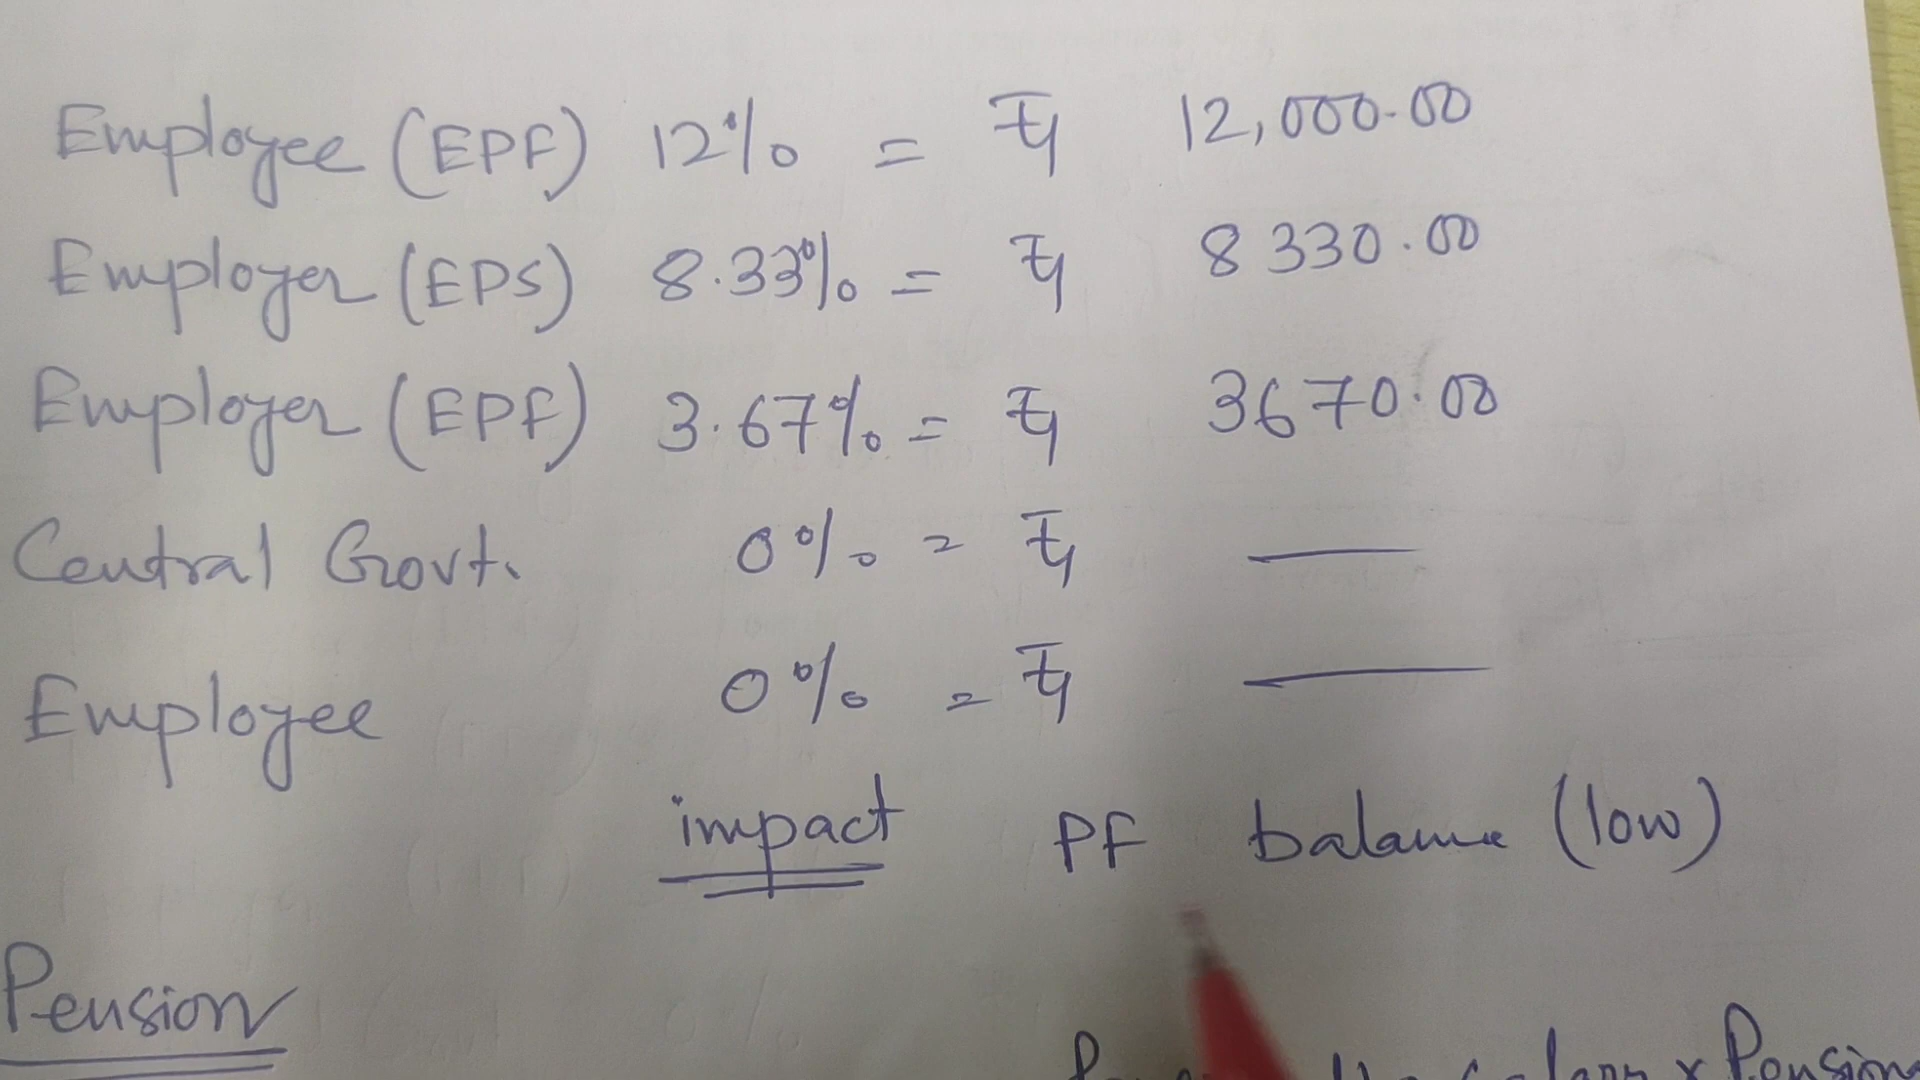 Employee (EPF) 12% = ₹ 12,000.00
Employer (EPS) 8.33% = ₹ 8330.00
Employer (EPF) 3.67% = ₹ 3670.00
Central Govt. 0% = ₹ —
Employee 0% = ₹ —
impact PF balance (low)
Pension
x Pension